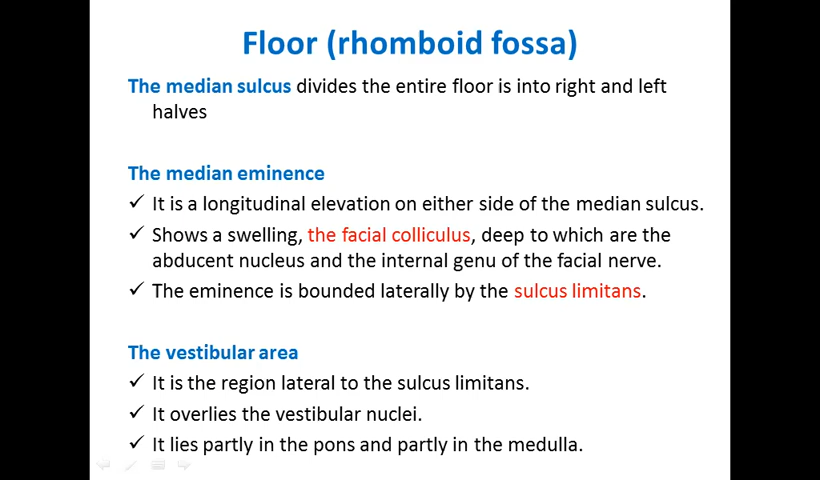 Floor (rhomboid fossa)
The median sulcus divides the entire floor is into right and left
halves
The median eminence
✓ It is a longitudinal elevation on either side of the median sulcus.
✓ Shows a swelling, the facial colliculus, deep to which are the
abducent nucleus and the internal genu of the facial nerve.
✓ The eminence is bounded laterally by the sulcus limitans.
The vestibular area
✓ It is the region lateral to the sulcus limitans.
✓ It overlies the vestibular nuclei.
✓ It lies partly in the pons and partly in the medulla.